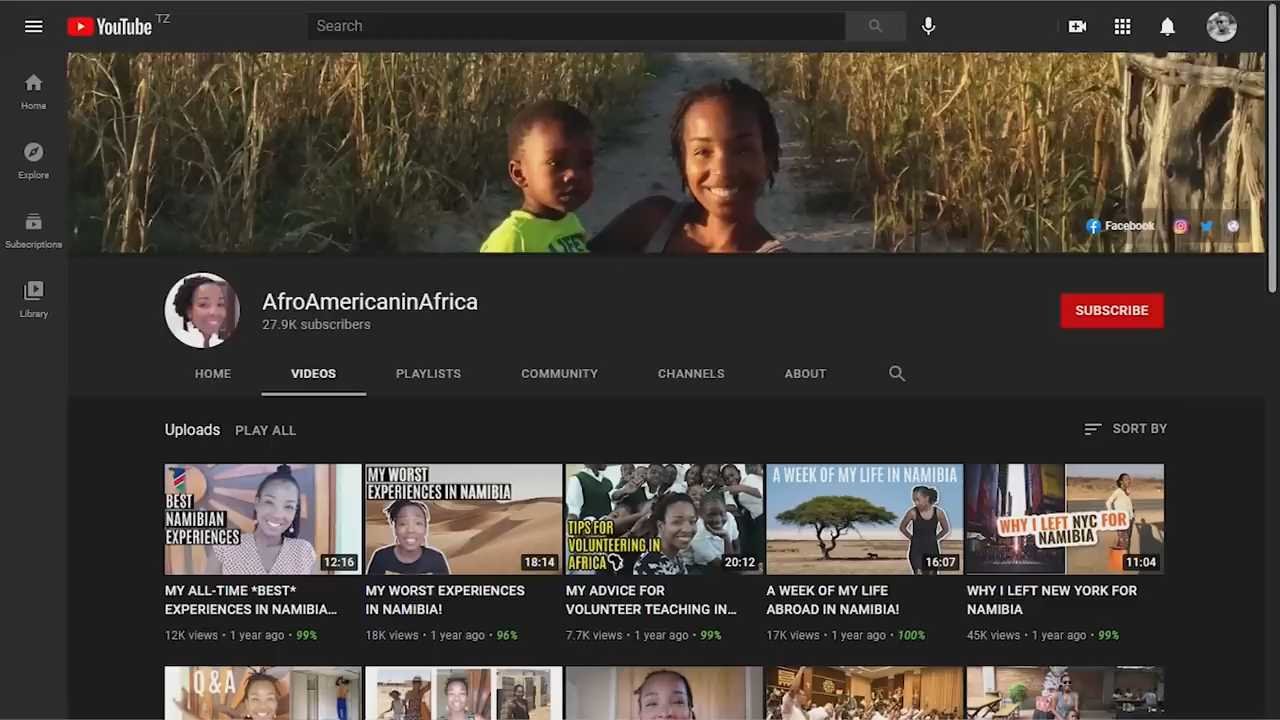 YouTube TZ
Search
Home
Explore
Subscriptions
Library
LIFE
Facebook
AfroAmericaninAfrica
27.9K subscribers
SUBSCRIBE
HOME VIDEOS PLAYLISTS COMMUNITY CHANNELS ABOUT
Uploads PLAY ALL
SORT BY
BEST
NAMIBIAN
EXPERIENCES
12:16
MY ALL-TIME *BEST*
EXPERIENCES IN NAMIBIA…
12K views • 1 year ago • 99%
MY WORST
EXPERIENCES IN NAMIBIA
18:14
MY WORST EXPERIENCES
IN NAMIBIA!
18K views • 1 year ago • 96%
TIPS FOR
VOLUNTEERING IN
AFRICA
20:12
MY ADVICE FOR
VOLUNTEER TEACHING IN…
7.7K views • 1 year ago • 99%
A WEEK OF MY LIFE IN NAMIBIA
16:07
A WEEK OF MY LIFE
ABROAD IN NAMIBIA!
17K views • 1 year ago • 100%
WHY I LEFT NYC FOR
NAMIBIA
11:04
WHY I LEFT NEW YORK FOR
NAMIBIA
45K views • 1 year ago • 99%
Q&A